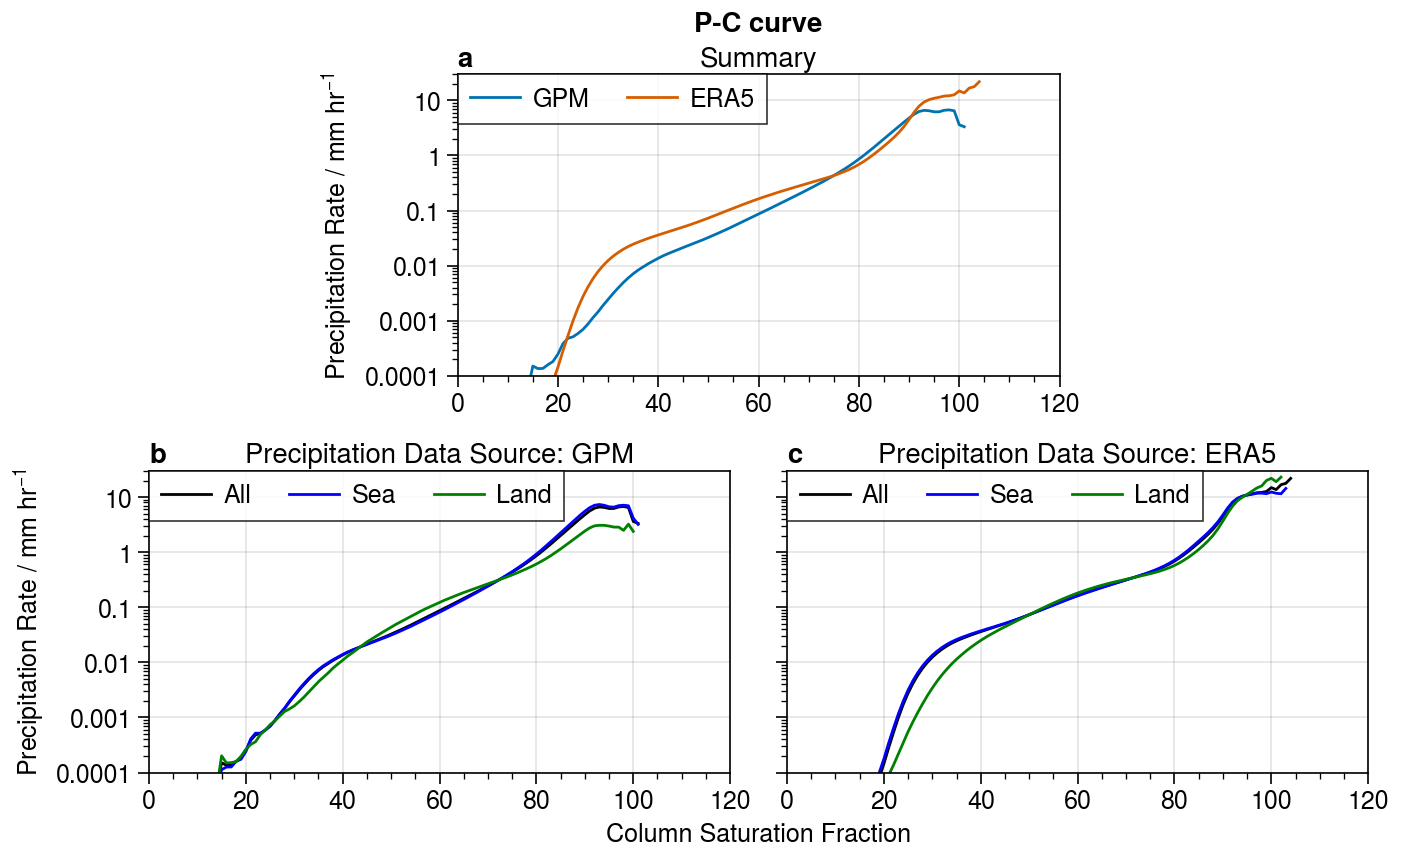 P-C curve
a Summary
GPM ERA5
Precipitation Rate / mm hr⁻¹
10
1
0.1
0.01
0.001
0.0001
0 20 40 60 80 100 120
b Precipitation Data Source: GPM
All Sea Land
Precipitation Rate / mm hr⁻¹
10
1
0.1
0.01
0.001
0.0001
0 20 40 60 80 100 120
c Precipitation Data Source: ERA5
All Sea Land
0 20 40 60 80 100 120
Column Saturation Fraction